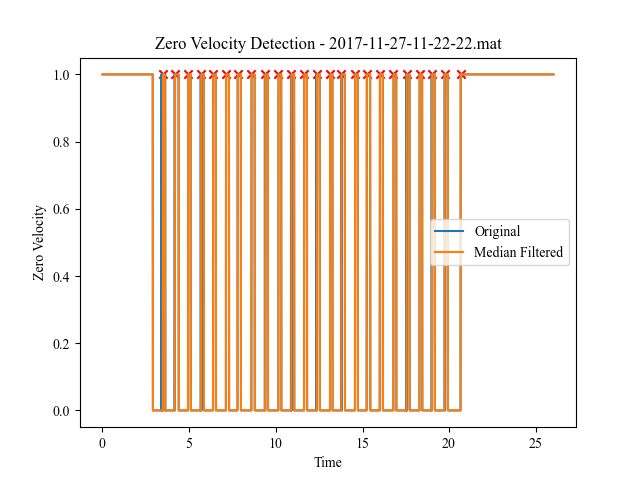 Zero Velocity Detection - 2017-11-27-11-22-22.mat
1.0
0.8
0.6
0.4
0.2
0.0
Zero Velocity
Original
Median Filtered
0 5 10 15 20 25
Time